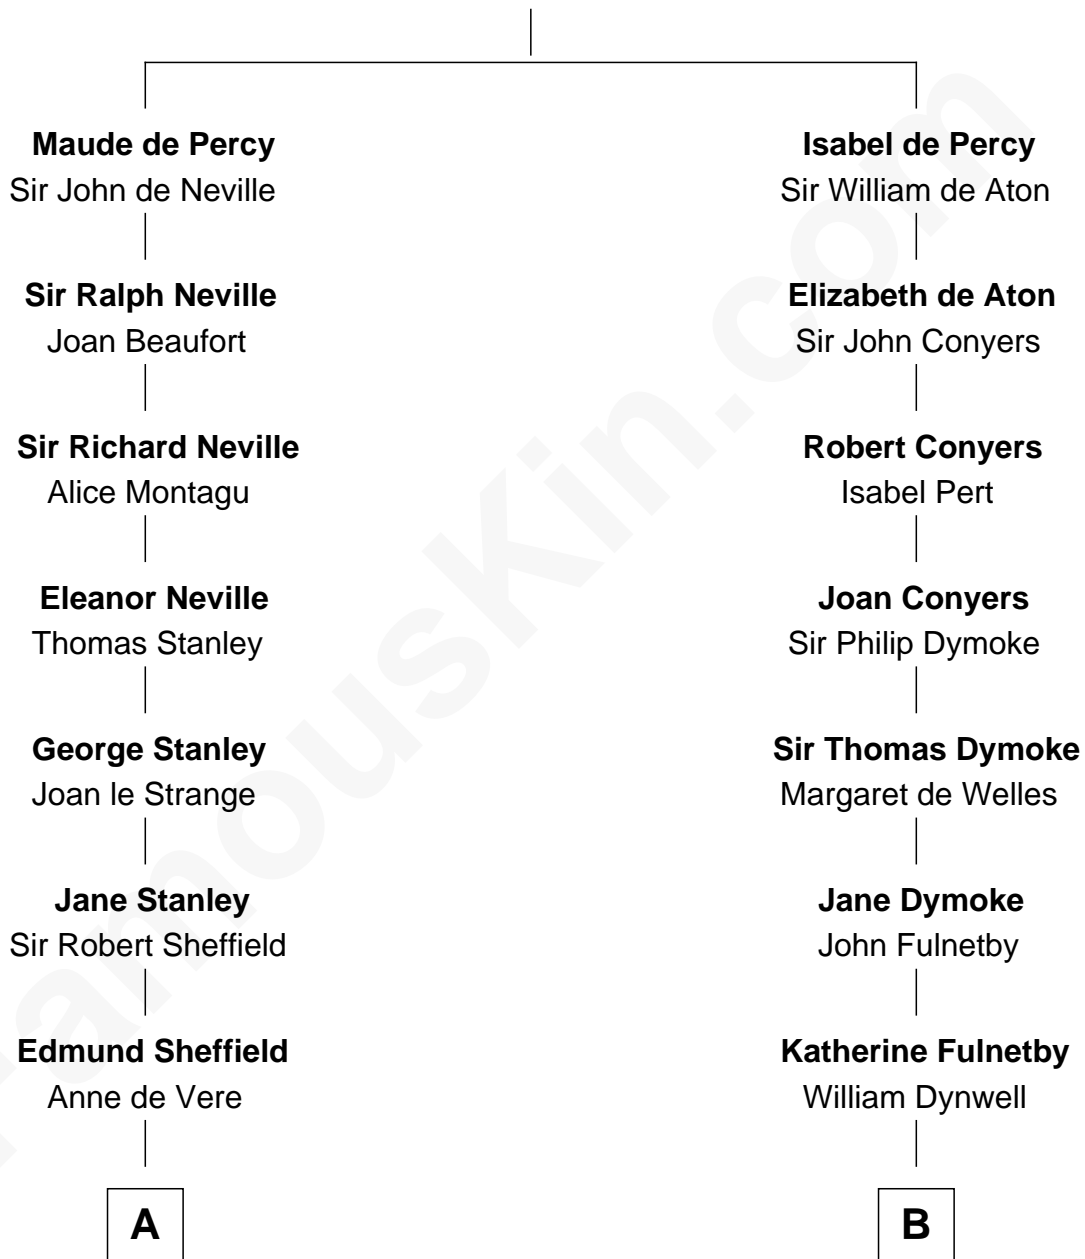 Maude de Percy
Sir John de Neville
Isabel de Percy
Sir William de Aton
Sir Ralph Neville
Joan Beaufort
Elizabeth de Aton
Sir John Conyers
Sir Richard Neville
Alice Montagu
Robert Conyers
Isabel Pert
Eleanor Neville
Thomas Stanley
Joan Conyers
Sir Philip Dymoke
George Stanley
Joan le Strange
Sir Thomas Dymoke
Margaret de Welles
Jane Stanley
Sir Robert Sheffield
Jane Dymoke
John Fulnetby
Edmund Sheffield
Anne de Vere
Katherine Fulnetby
William Dynwell
A
B
FamousKin.com